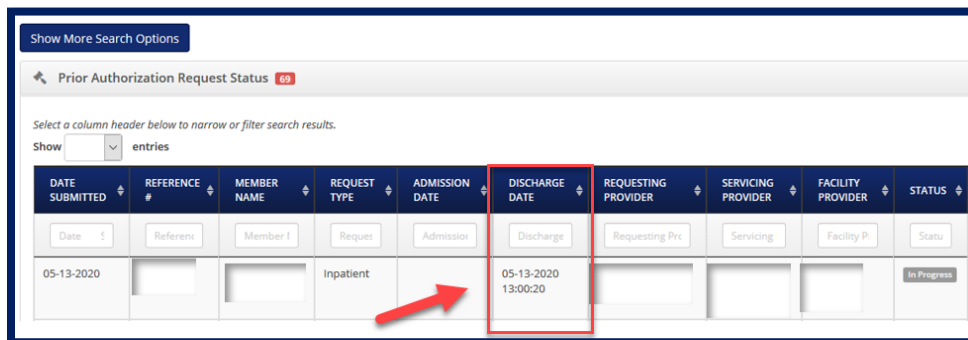 Show More Search Options
Prior Authorization Request Status 69
Select a column header below to narrow or filter search results.
Show entries
DATE SUBMITTED REFERENCE # MEMBER NAME REQUEST TYPE ADMISSION DATE DISCHARGE DATE REQUESTING PROVIDER SERVICING PROVIDER FACILITY PROVIDER STATUS
Date S Referenc Member Reques Admission Discharge Requesting Pro Servicing Facility P Statu
05-13-2020 Inpatient 05-13-2020 13:00:20 In Progress